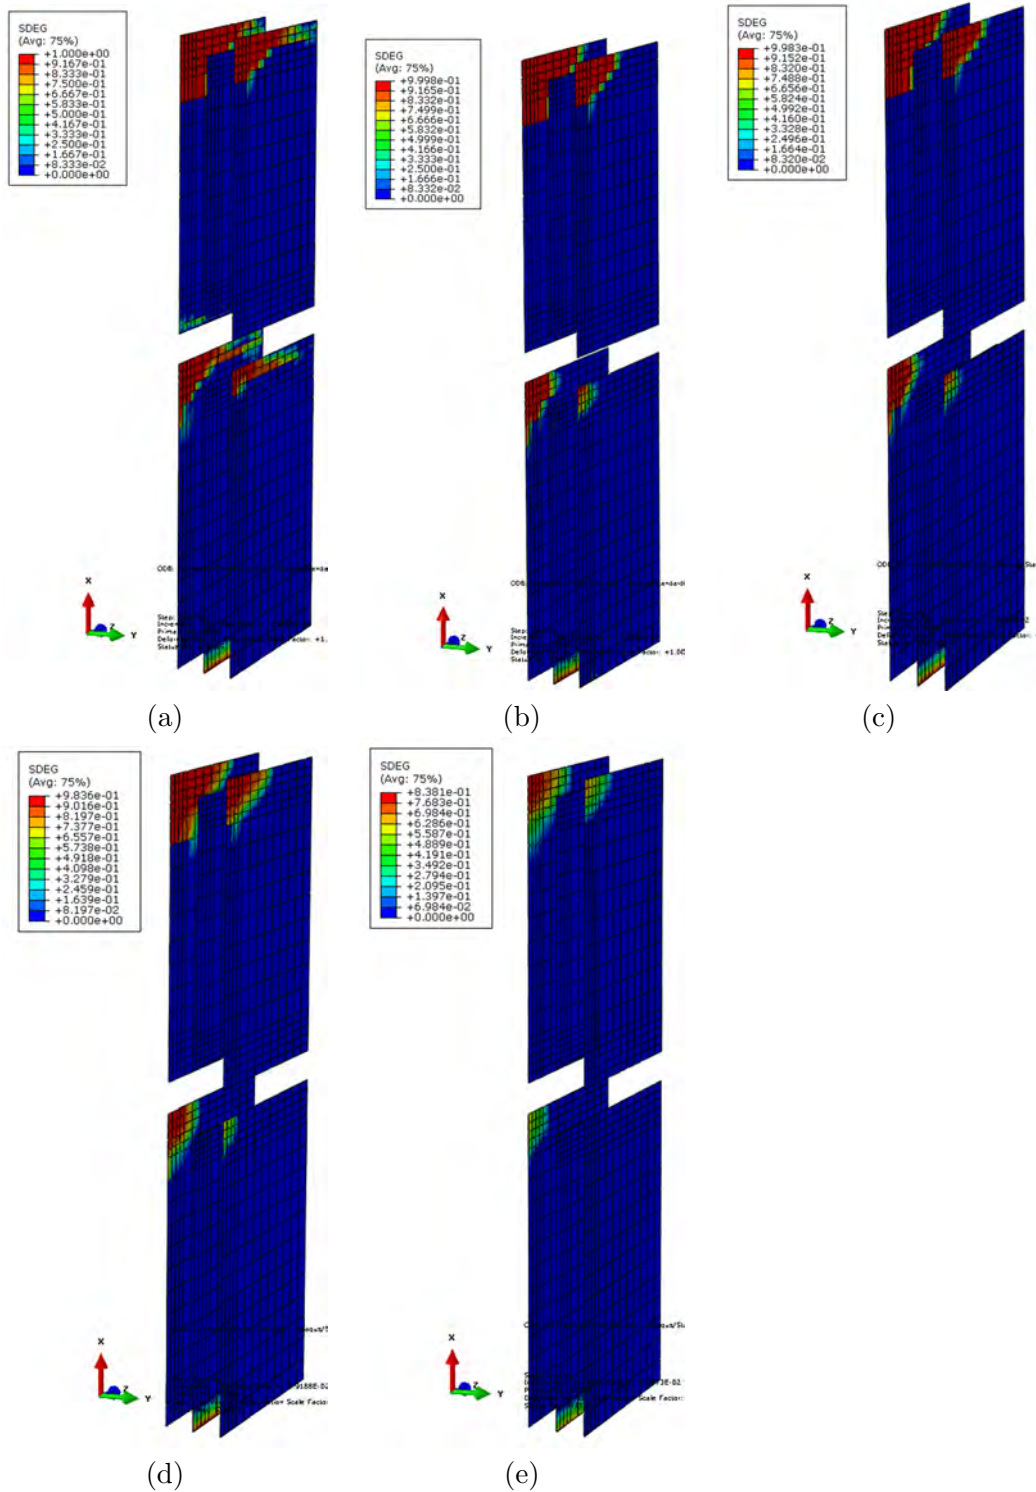 SDEG
(Avg: 75%)
+1.000e+00
+9.167e-01
+8.333e-01
+7.500e-01
+6.667e-01
+5.833e-01
+5.000e-01
+4.167e-01
+3.333e-01
+2.500e-01
+1.667e-01
+8.333e-02
+0.000e+00
X
Z
Y
(a)
SDEG
(Avg: 75%)
+9.998e-01
+9.165e-01
+8.332e-01
+7.499e-01
+6.666e-01
+5.832e-01
+4.999e-01
+4.166e-01
+3.333e-01
+2.500e-01
+1.666e-01
+8.332e-02
+0.000e+00
X
Z
Y
(b)
SDEG
(Avg: 75%)
+9.983e-01
+9.152e-01
+8.320e-01
+7.488e-01
+6.656e-01
+5.824e-01
+4.992e-01
+4.160e-01
+3.328e-01
+2.496e-01
+1.664e-01
+8.320e-02
+0.000e+00
X
Z
Y
(c)
SDEG
(Avg: 75%)
+9.836e-01
+9.016e-01
+8.197e-01
+7.377e-01
+6.557e-01
+5.738e-01
+4.918e-01
+4.098e-01
+3.279e-01
+2.459e-01
+1.639e-01
+8.197e-02
+0.000e+00
X
Z
Y
Scale Factor
(d)
SDEG
(Avg: 75%)
+8.381e-01
+7.683e-01
+6.984e-01
+6.286e-01
+5.587e-01
+4.889e-01
+4.191e-01
+3.492e-01
+2.794e-01
+2.095e-01
+1.397e-01
+6.984e-02
+0.000e+00
X
Z
Y
Scale Factor:
(e)